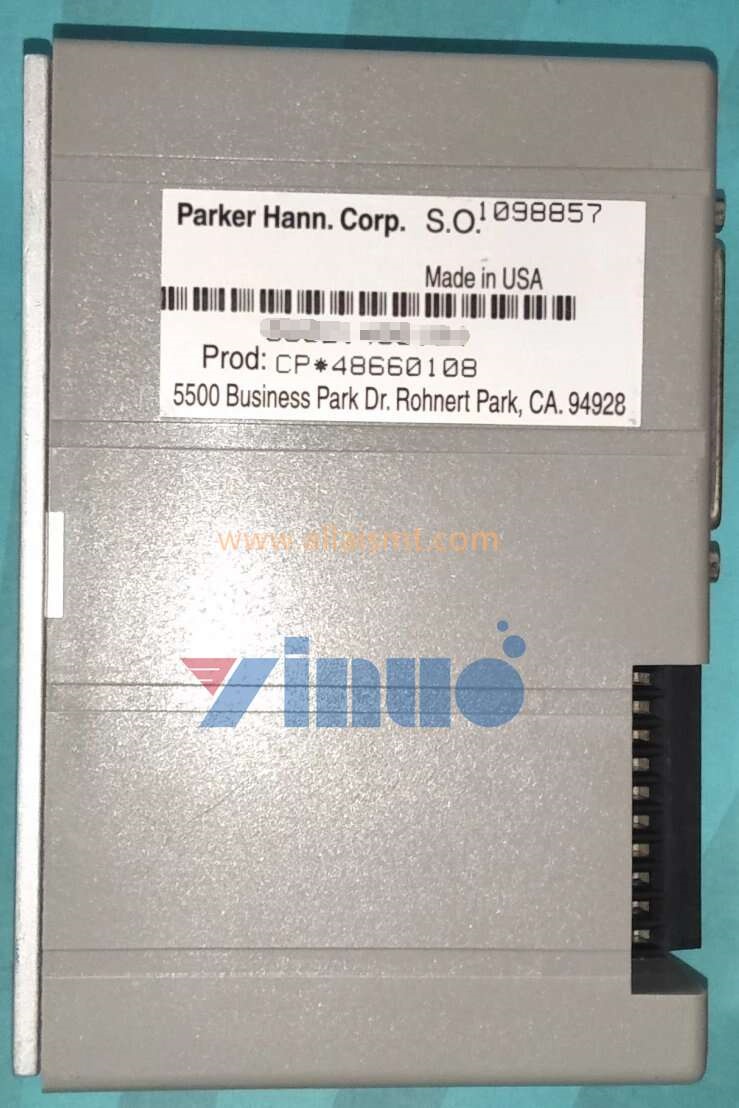 Parker Hann. Corp. S.O. 1098857
Made in USA
Prod: CP*48660108
5500 Business Park Dr. Rohnert Park, CA. 94928
www.allaismt.com
Yinuo